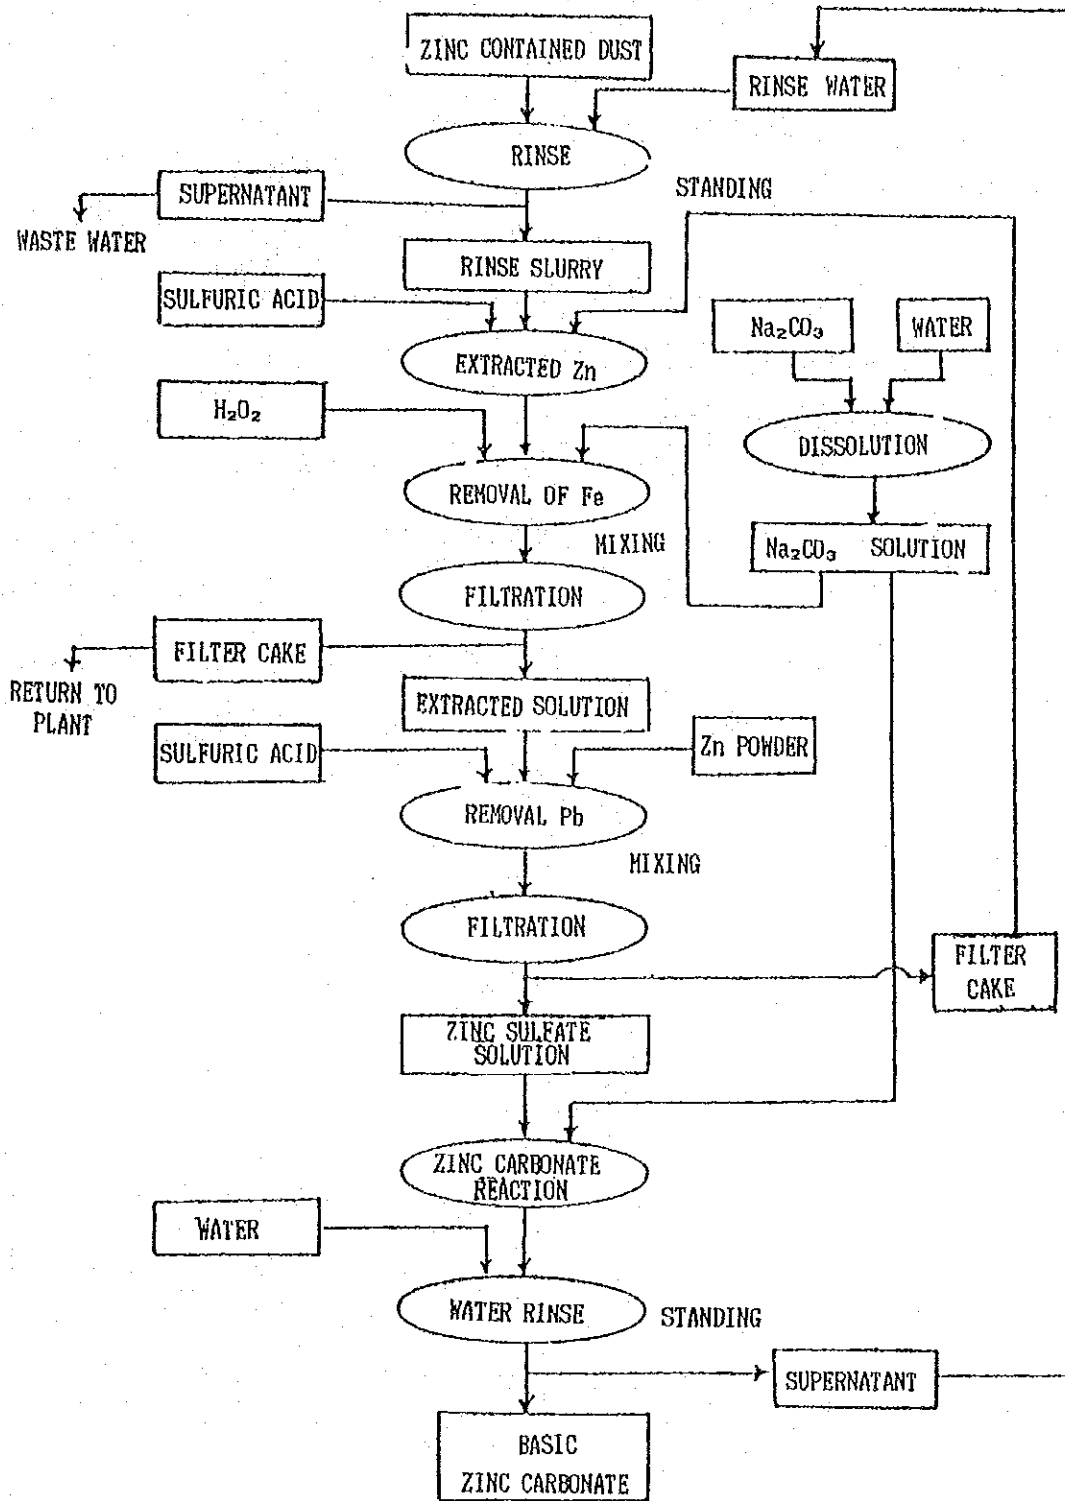 ZINC CONTAINED DUST
RINSE WATER
RINSE
STANDING
SUPERNATANT
WASTE WATER
RINSE SLURRY
SULFURIC ACID
Na₂CO₃
WATER
EXTRACTED Zn
H₂O₂
DISSOLUTION
REMOVAL OF Fe
MIXING
Na₂CO₃ SOLUTION
FILTRATION
FILTER CAKE
RETURN TO
PLANT
EXTRACTED SOLUTION
SULFURIC ACID
Zn POWDER
REMOVAL Pb
MIXING
FILTRATION
FILTER
CAKE
ZINC SULFATE
SOLUTION
ZINC CARBONATE
REACTION
WATER
WATER RINSE
STANDING
SUPERNATANT
BASIC
ZINC CARBONATE